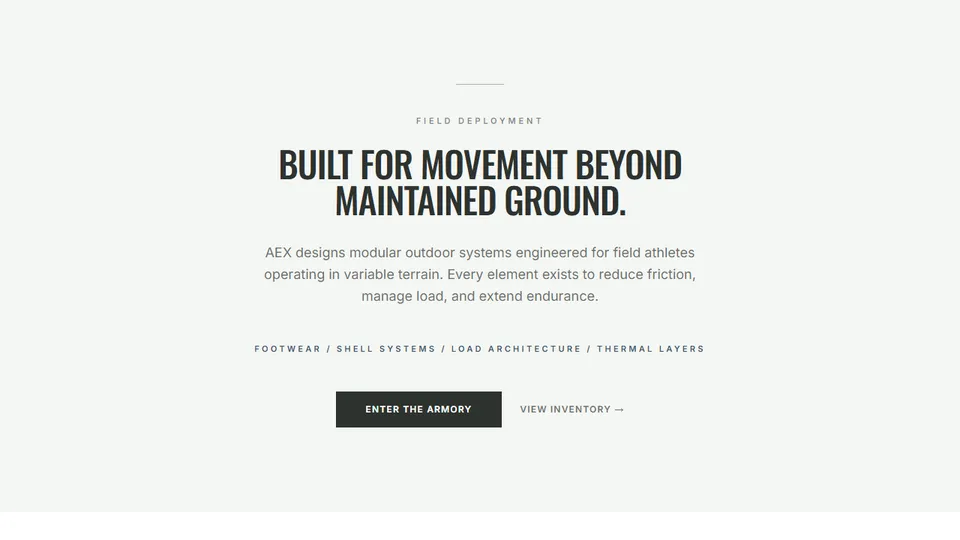 FIELD DEPLOYMENT
BUILT FOR MOVEMENT BEYOND
MAINTAINED GROUND.
AEX designs modular outdoor systems engineered for field athletes
operating in variable terrain. Every element exists to reduce friction,
manage load, and extend endurance.
FOOTWEAR / SHELL SYSTEMS / LOAD ARCHITECTURE / THERMAL LAYERS
ENTER THE ARMORY
VIEW INVENTORY →